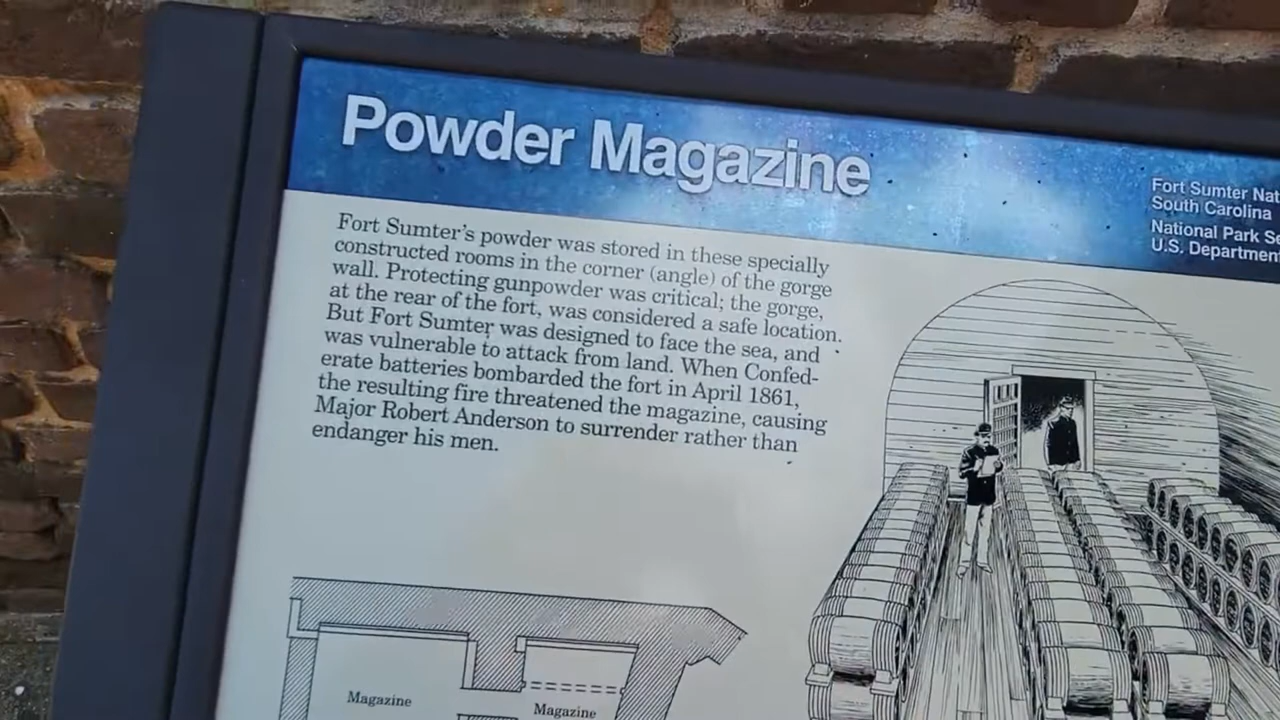 Powder Magazine
Fort Sumter
South Carolina
National Park
U.S.
Fort Sumter's powder was stored in these specially
constructed rooms in the corner (angle) of the gorge
wall. Protecting gunpowder was critical; the gorge,
at the rear of the fort, was considered a safe location.
But Fort Sumter was designed to face the sea, and
was vulnerable to attack from land. When Confed-
erate batteries bombarded the fort in April 1861,
the resulting fire threatened the magazine, causing
Major Robert Anderson to surrender rather than
endanger his men.
Magazine
Magazine